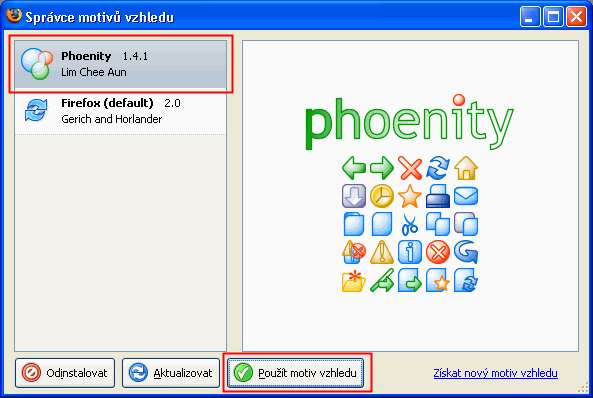 Správce motivů vzhledu
Phoenity 1.4.1
Lim Chee Aun
Firefox (default) 2.0
Gerich and Horlander
phoenity
Odinstalovat
Aktualizovat
Použít motiv vzhledu
Získat nový motiv vzhledu